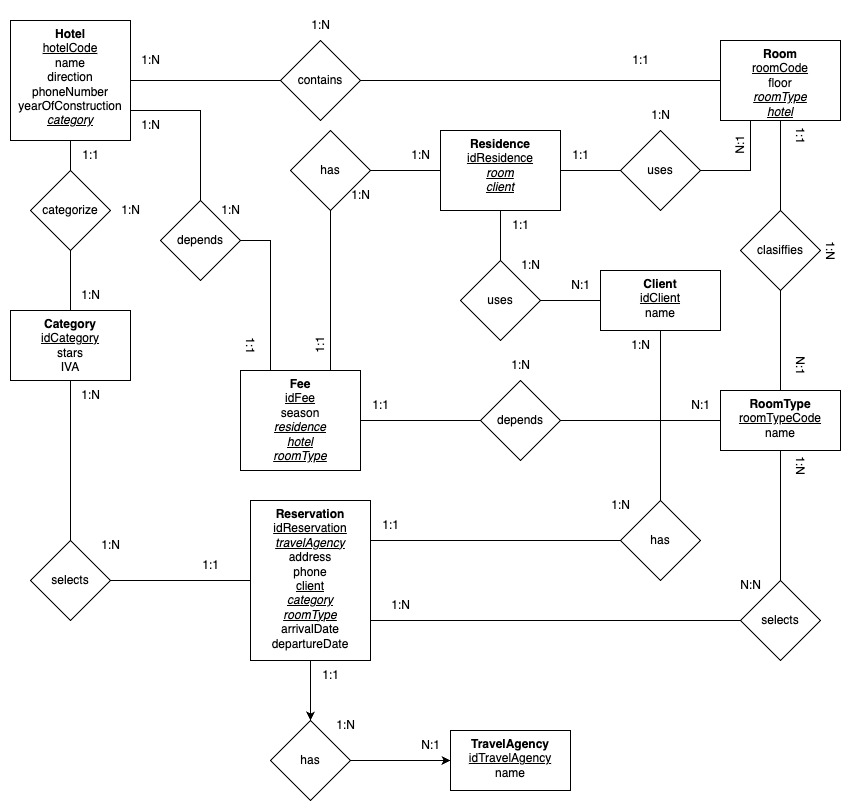 Hotel
hotelCode
name
direction
phoneNumber
yearOfConstruction
category
1:N
1:N
contains
1:1
Room
roomCode
floor
roomType
hotel
1:N
1:1
categorize
1:N
1:N
1:N
depends
1:1
has
1:N
1:N
1:1
Residence
idResidence
room
client
1:1
1:N
uses
N:1
1:1
clasiffies
1:N
N:1
1:1
1:N
uses
N:1
Client
idClient
name
1:N
Category
idCategory
stars
IVA
1:N
Fee
idFee
season
residence
hotel
roomType
1:1
1:N
depends
N:1
RoomType
roomTypeCode
name
1:N
Reservation
idReservation
travelAgency
address
phone
client
category
roomType
arrivalDate
departureDate
1:1
1:N
has
1:N
selects
1:1
1:N
N:N
selects
1:1
1:N
has
N:1
TravelAgency
idTravelAgency
name